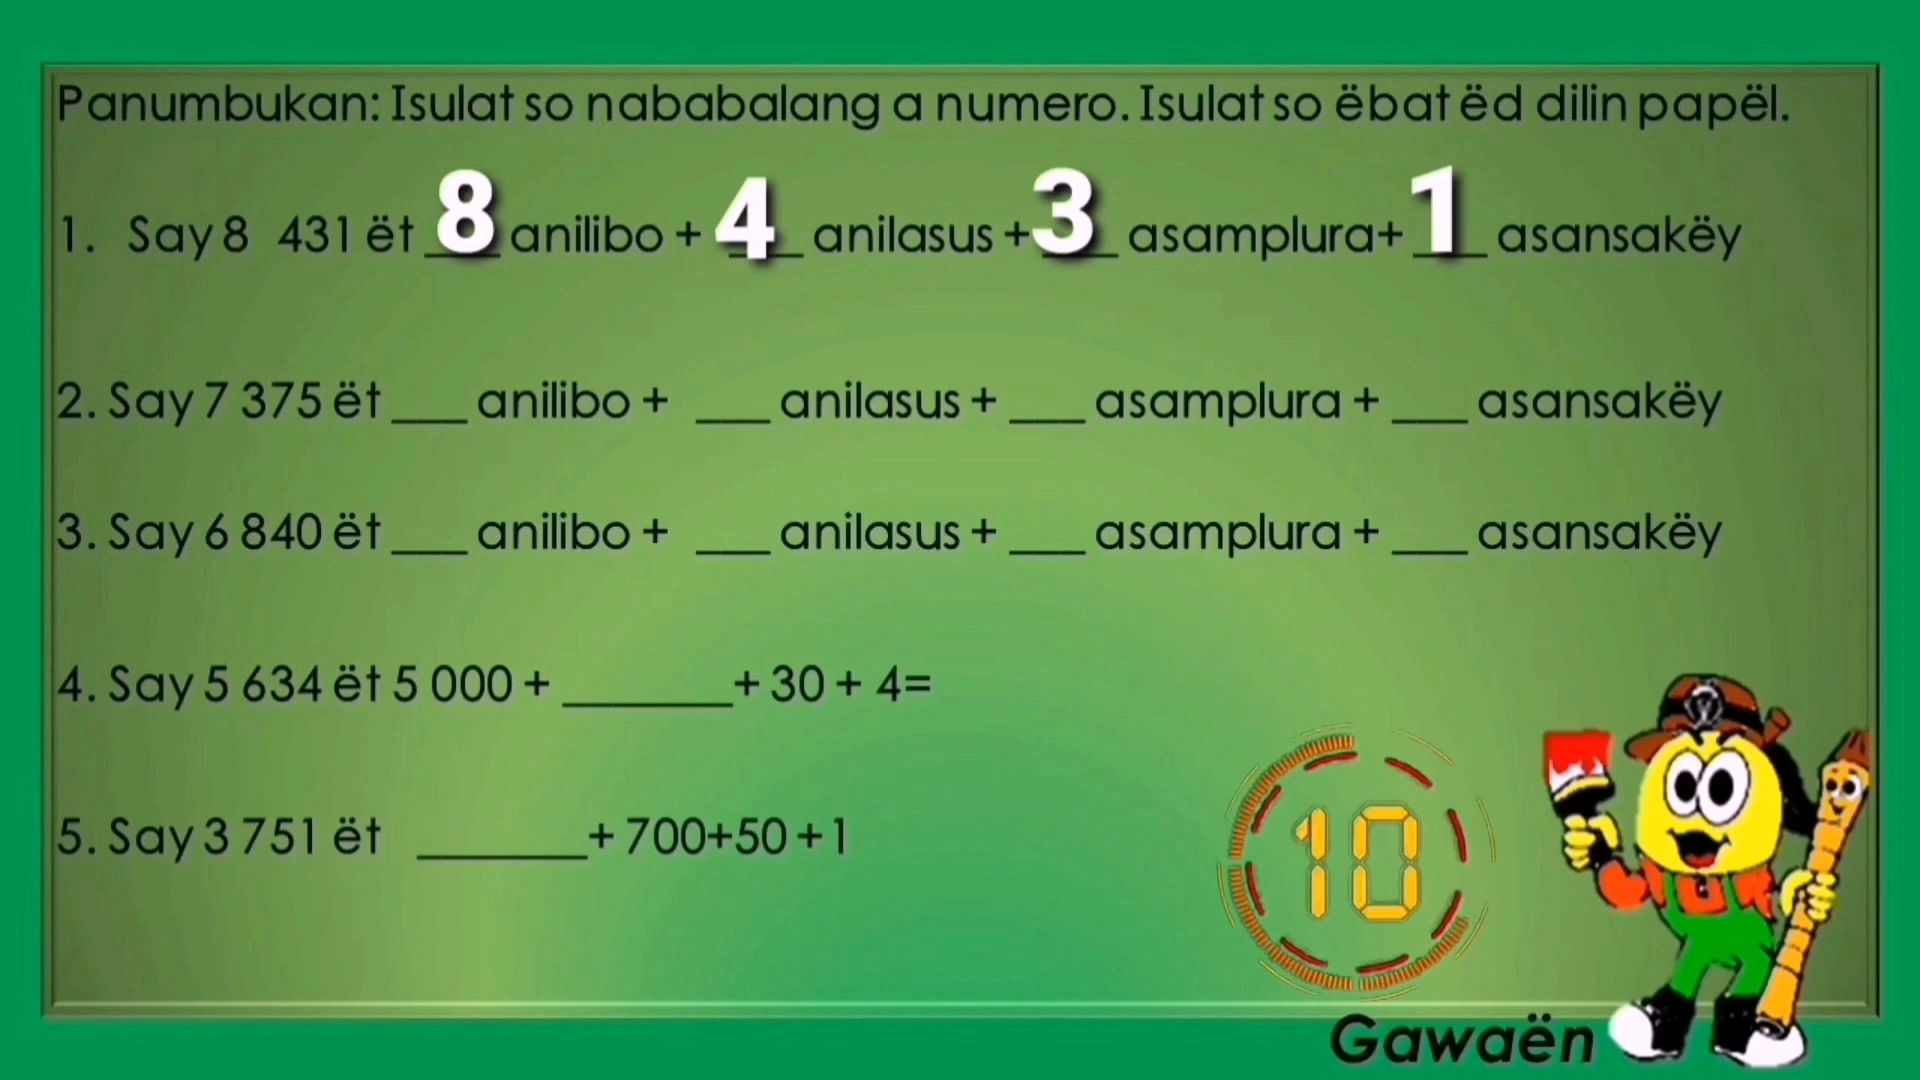 Panumbukan: Isulat so nababalang a numero. Isulat so ëbat ëd dilin papël.
1. Say 8 431 ët 8 anilibo + 4 anilasus + 3 asamplura+ 1 asansakëy
2. Say 7 375 ët ___ anilibo + ___ anilasus + ___ asamplura + ___ asansakëy
3. Say 6 840 ët ___ anilibo + ___ anilasus + ___ asamplura + ___ asansakëy
4. Say 5 634 ët 5 000 + _______ + 30 + 4=
5. Say 3 751 ët _______ + 700+50 +1
10
Gawaën